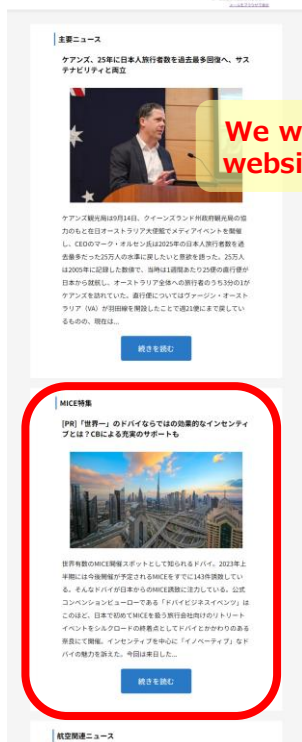 主要ニュース
ケアンズ、25年に日本人旅行者数を過去最多回復へ、サス
テナビリティと両立
We w
websi
ケアンズ観光局は9月14日、クイーンズランド州政府観光局の協
力のもと在日オーストラリア大使館でメディアイベントを開催
し、CEOのマーク・オルセン氏は2025年の日本人旅行者数を過
去最多だった25万人の水準に戻したいと意欲を語った。25万人
は2005年に記録した数値で、当時は1週間あたり25便の直行便が
日本から就航し、オーストラリア全体への旅行者のうち3分の1が
ケアンズを訪れていた。直行便についてはヴァージン・オースト
ラリア（VA）が羽田線を開設したことで週21便にまで戻してい
るものの、現在は...
続きを読む
MICE特集
[PR]「世界一」のドバイならではの効果的なインセンティ
ブとは？CBによる充実のサポートも
世界有数のMICE開催スポットとして知られるドバイ。2023年上
半期には今後開催が予定されるMICEをすでに143件誘致してい
る。そんなドバイが日本からのMICE誘致に注力している。公式
コンベンションビューローである「ドバイビジネスイベンツ」は
このほど、日本で初めてMICEを扱う旅行会社向けのリトリート
イベントをシルクロードの終着点としてドバイとかかわりのある
奈良にて開催。インセンティブを中心に「イノベーティブ」なド
バイの魅力を訴えた。今回は来日した...
続きを読む
航空関連ニュース